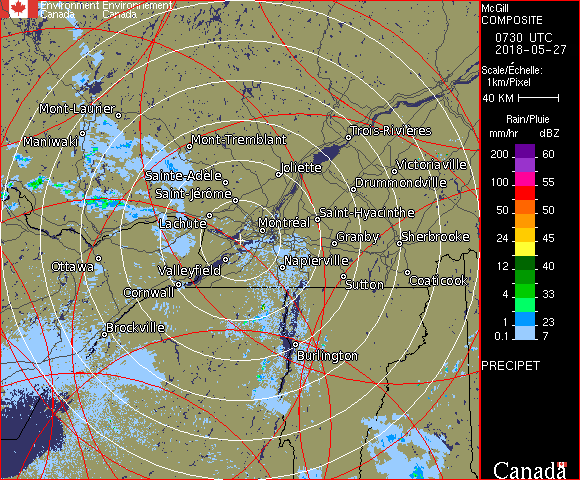 Environment Environnement
Canada Canada
McGill
COMPOSITE
0730 UTC
2018-05-27
Scale/Échelle:
1km/Pixel
40 KM
Rain/Pluie
mm/hr dBZ
200 60
100 55
50 50
24 45
12 40
4 33
1 23
0.1 7
PRECIPET
Canada
Mont-Laurier
Maniwaki
Mont-Tremblant
Trois-Rivières
Sainte-Adèle
Joliette
Victoriaville
Saint-Jérôme
Drummondville
Lachute
Montréal
Saint-Hyacinthe
Granby
Sherbrooke
Ottawa
Valleyfield
Napierville
Cornwall
Sutton
Coaticook
Brockville
Burlington